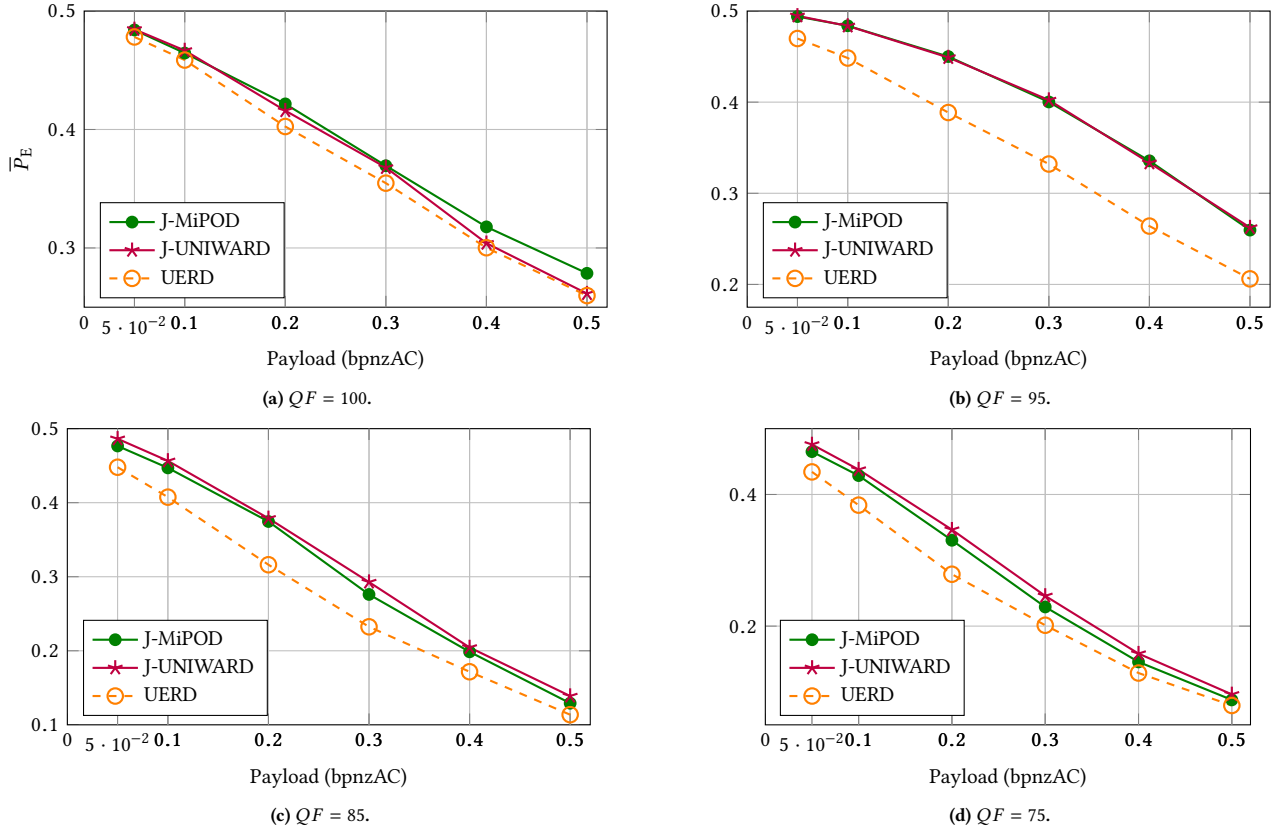 0.5
0.4
0.3
P̅E
J-MiPOD
J-UNIWARD
UERD
0 5 · 10−2 0.1 0.2 0.3 0.4 0.5
Payload (bpnzAC)
(a) QF = 100.
0.5
0.4
0.3
0.2
J-MiPOD
J-UNIWARD
UERD
0 5 · 10−2 0.1 0.2 0.3 0.4 0.5
Payload (bpnzAC)
(b) QF = 95.
0.5
0.4
0.3
0.2
0.1
J-MiPOD
J-UNIWARD
UERD
0 5 · 10−2 0.1 0.2 0.3 0.4 0.5
Payload (bpnzAC)
(c) QF = 85.
0.4
0.2
J-MiPOD
J-UNIWARD
UERD
0 5 · 10−2 0.1 0.2 0.3 0.4 0.5
Payload (bpnzAC)
(d) QF = 75.